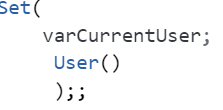 Set(
varCurrentUser;
User()
);;